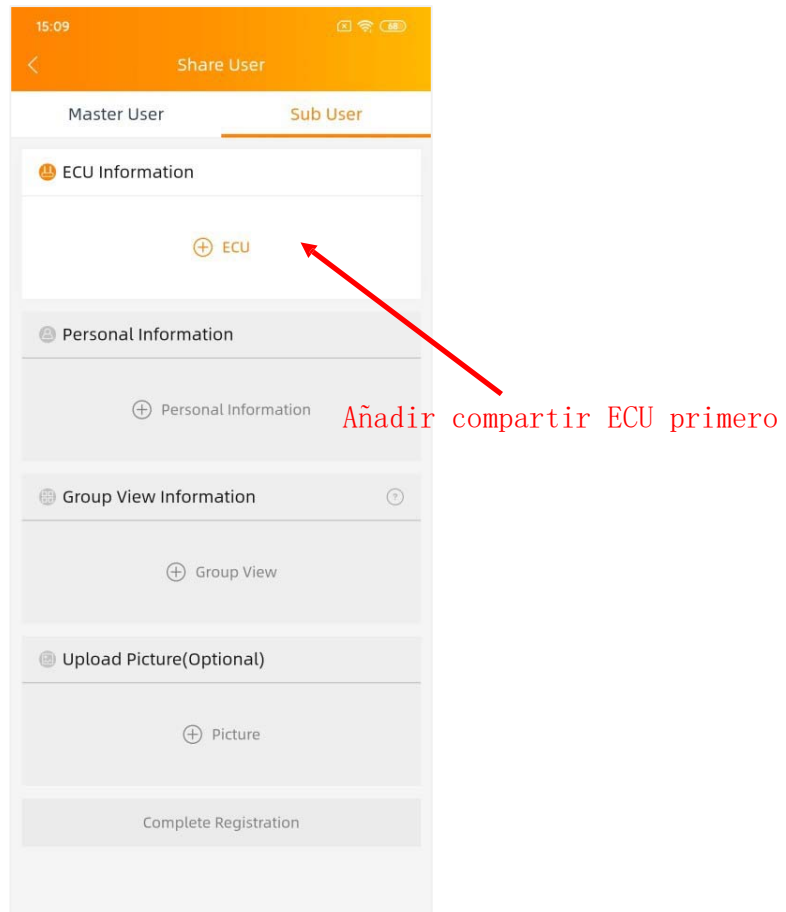 15:09
68
Share User
Master User
Sub User
ECU Information
ECU
Personal Information
Personal Information
Añadir compartir ECU primero
Group View Information
?
Group View
Upload Picture(Optional)
Picture
Complete Registration